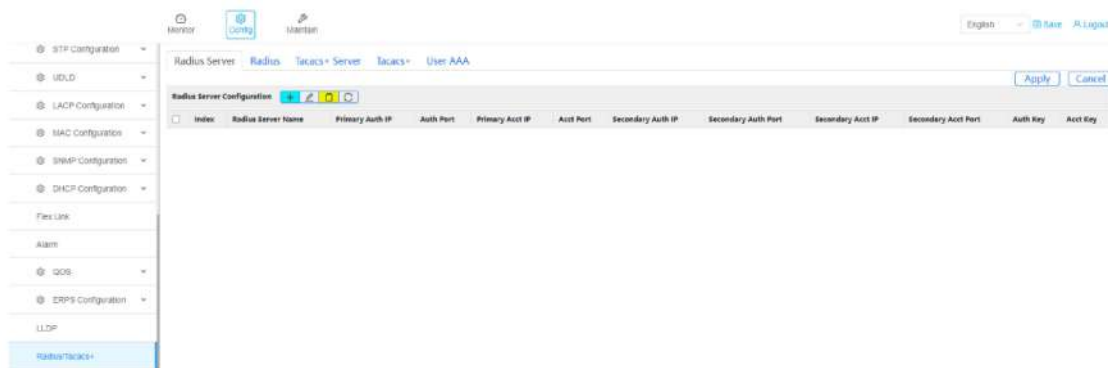 Monitor Config Maintain English Save Logout
STP Configuration
Radius Server Radius Tacacs+ Server Tacacs+ User AAA
UDLD
Apply Cancel
LACP Configuration
Radius Server Configuration
Index Radius Server Name Primary Auth IP Auth Port Primary Acct IP Acct Port Secondary Auth IP Secondary Auth Port Secondary Acct IP Secondary Acct Port Auth Key Acct Key
MAC Configuration
SNMP Configuration
DHCP Configuration
Flex Link
Alarm
QOS
ERPS Configuration
LLDP
Radius/Tacacs+